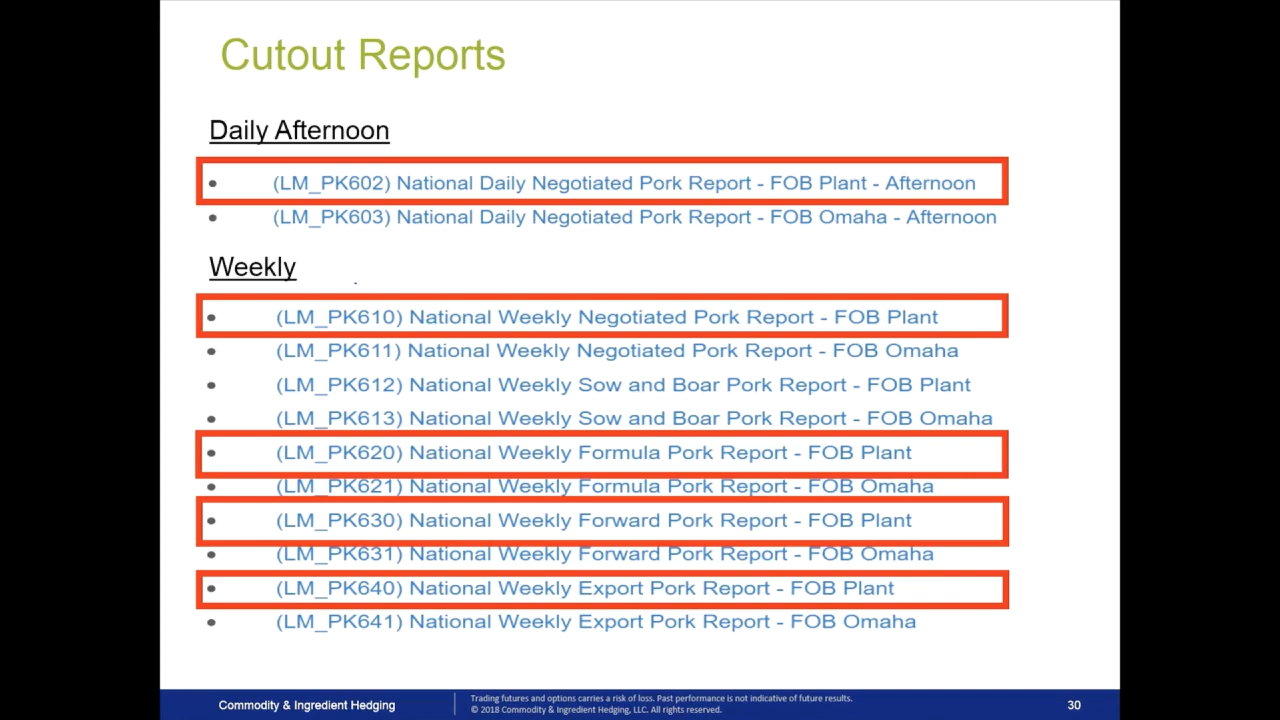 Cutout Reports
Daily Afternoon
• (LM_PK602) National Daily Negotiated Pork Report - FOB Plant - Afternoon
• (LM_PK603) National Daily Negotiated Pork Report - FOB Omaha - Afternoon
Weekly
• (LM_PK610) National Weekly Negotiated Pork Report - FOB Plant
• (LM_PK611) National Weekly Negotiated Pork Report - FOB Omaha
• (LM_PK612) National Weekly Sow and Boar Pork Report - FOB Plant
• (LM_PK613) National Weekly Sow and Boar Pork Report - FOB Omaha
• (LM_PK620) National Weekly Formula Pork Report - FOB Plant
• (LM_PK621) National Weekly Formula Pork Report - FOB Omaha
• (LM_PK630) National Weekly Forward Pork Report - FOB Plant
• (LM_PK631) National Weekly Forward Pork Report - FOB Omaha
• (LM_PK640) National Weekly Export Pork Report - FOB Plant
• (LM_PK641) National Weekly Export Pork Report - FOB Omaha
Commodity & Ingredient Hedging
Trading futures and options carries a risk of loss. Past performance is not indicative of future results.
© 2018 Commodity & Ingredient Hedging, LLC. All rights reserved.
30